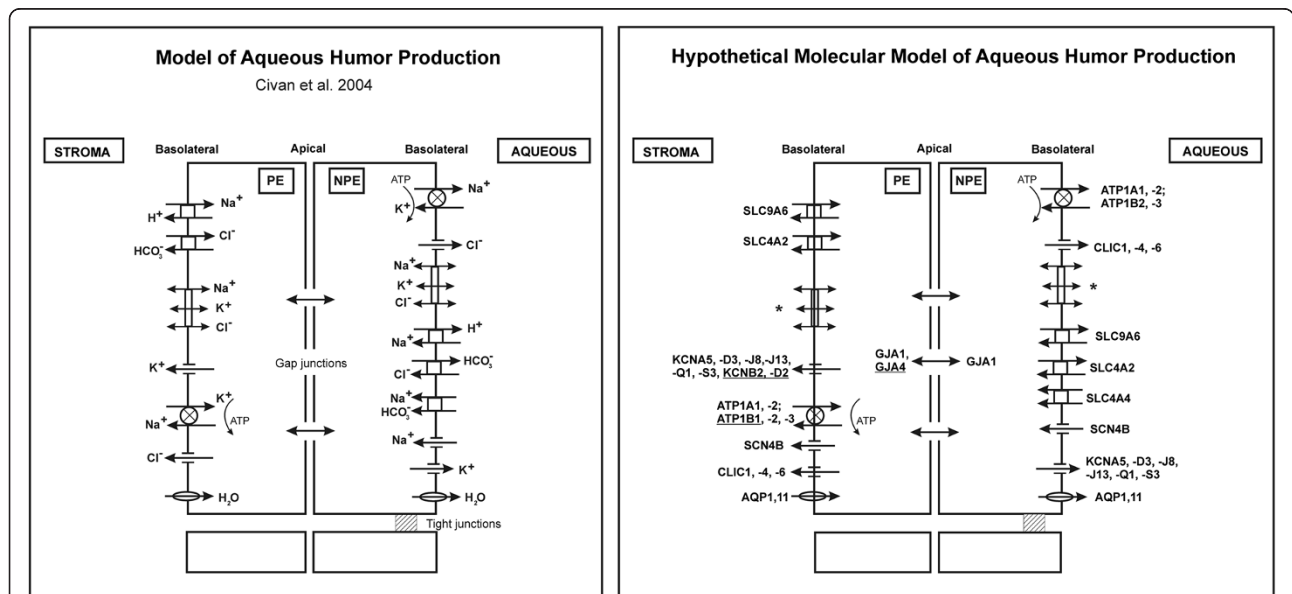 Model of Aqueous Humor Production
Civan et al. 2004
STROMA
Basolateral
Apical
Basolateral
AQUEOUS
PE
NPE
Na⁺
H⁺
Cl⁻
HCO₃⁻
Na⁺
K⁺
Cl⁻
K⁺
K⁺
ATP
Na⁺
Cl⁻
H₂O
Gap junctions
ATP
Na⁺
K⁺
Cl⁻
Na⁺
K⁺
Cl⁻
H⁺
Na⁺
HCO₃⁻
Cl⁻
Na⁺
HCO₃⁻
Na⁺
K⁺
H₂O
Tight junctions
Hypothetical Molecular Model of Aqueous Humor Production
STROMA
Basolateral
Apical
Basolateral
AQUEOUS
PE
NPE
SLC9A6
SLC4A2
*
KCNA5, -D3, -J8,-J13,
-Q1, -S3, KCNB2, -D2
ATP1A1, -2;
ATP1B1, -2, -3
ATP
SCN4B
CLIC1, -4, -6
AQP1,11
GJA1,
GJA4
GJA1
ATP
ATP1A1, -2;
ATP1B2, -3
CLIC1, -4, -6
*
SLC9A6
SLC4A2
SLC4A4
SCN4B
KCNA5, -D3, -J8,
-J13, -Q1, -S3
AQP1,11